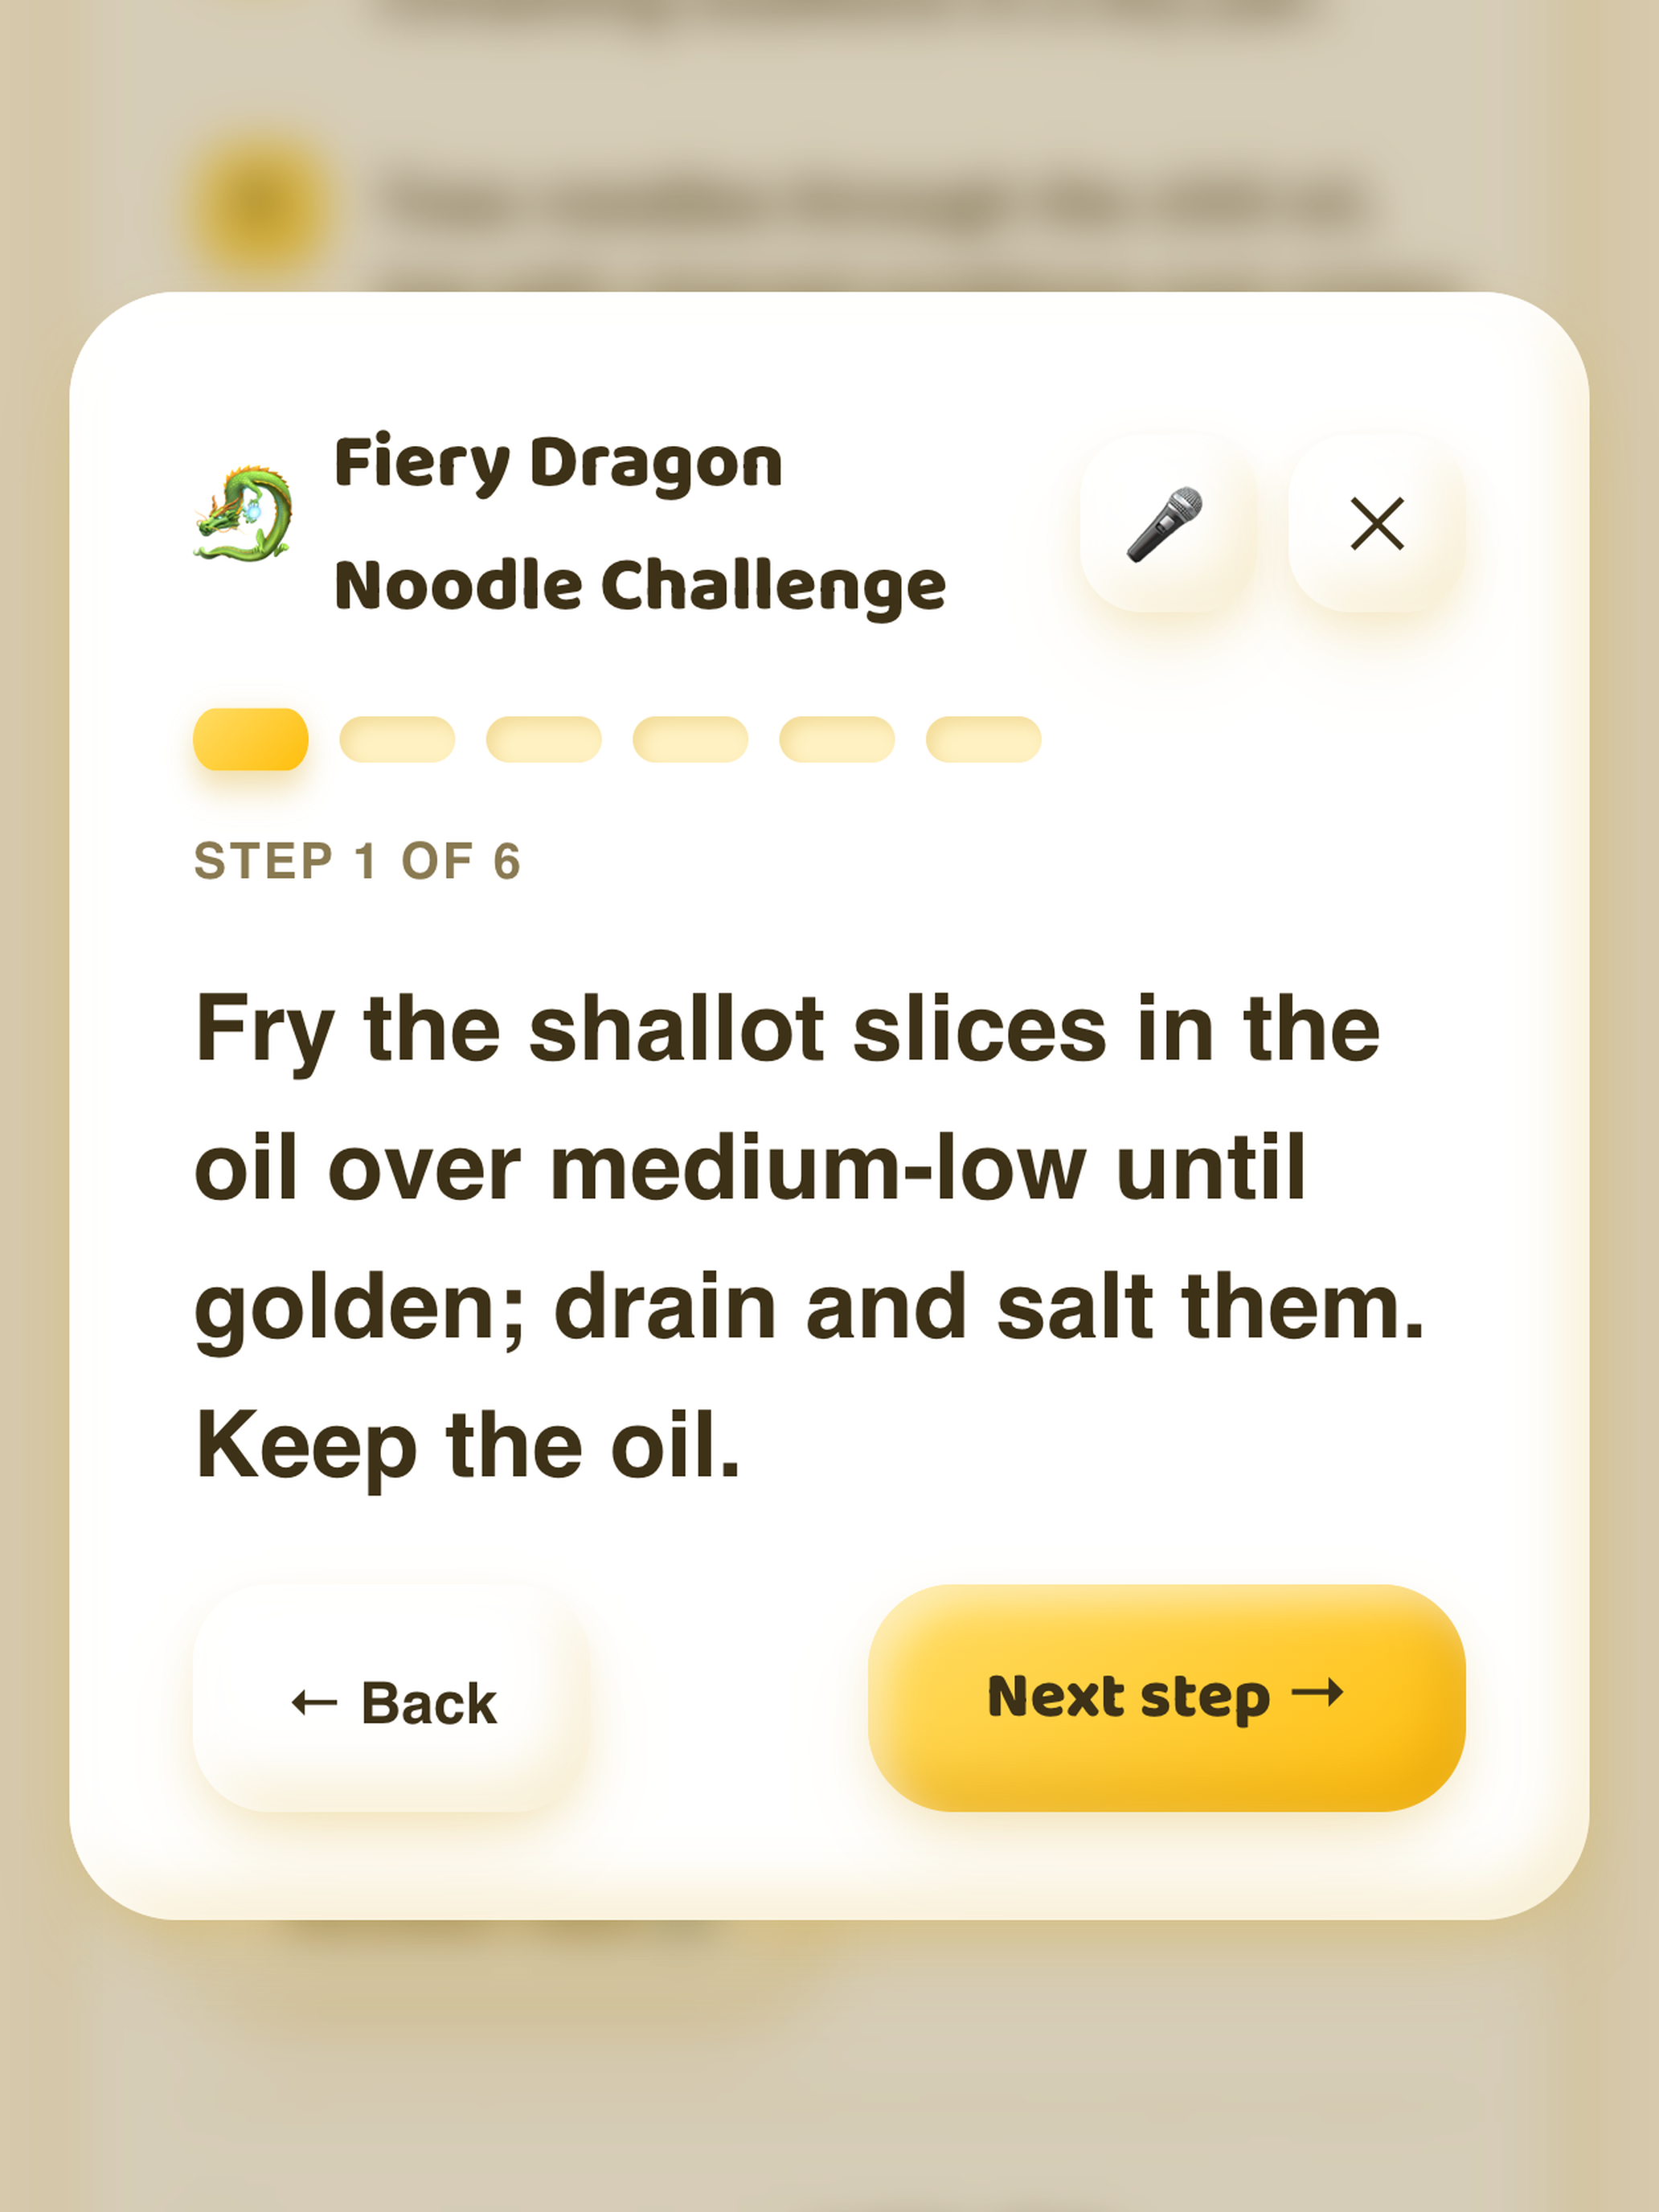 Fiery Dragon
Noodle Challenge
STEP 1 OF 6
Fry the shallot slices in the
oil over medium-low until
golden; drain and salt them.
Keep the oil.
← Back
Next step →